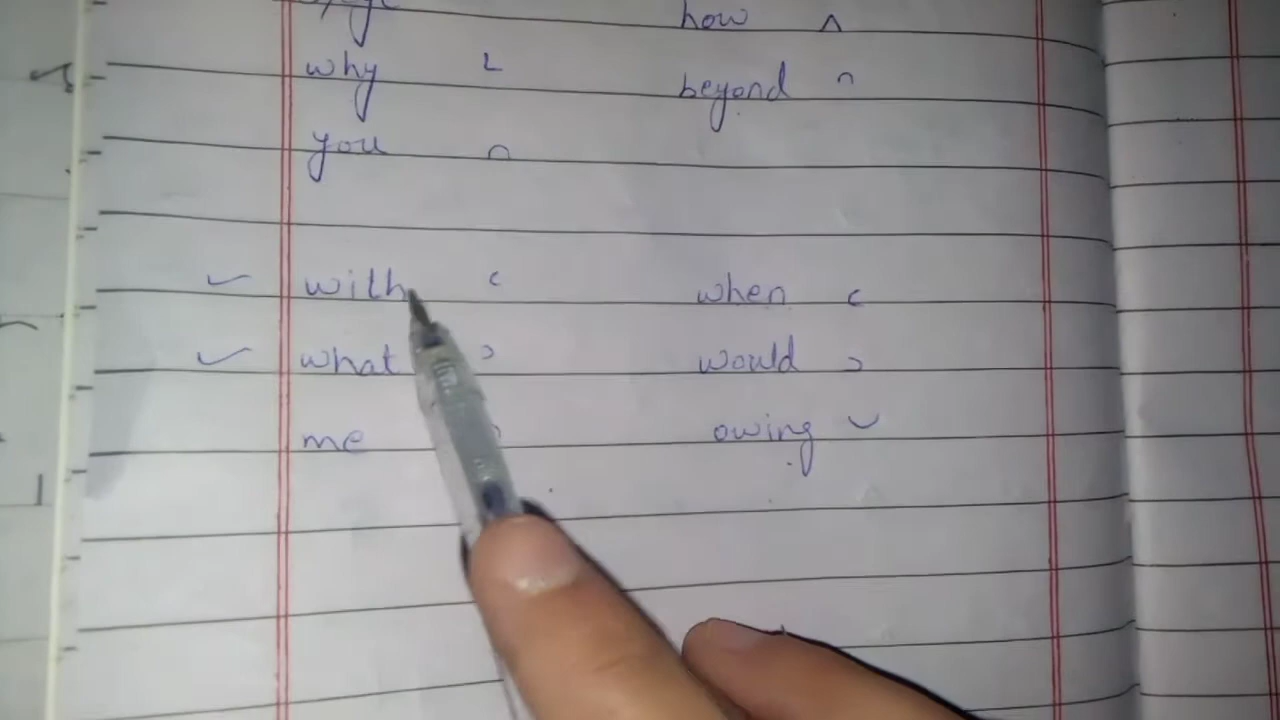 how
why
beyond
you
with when
what would
me owing